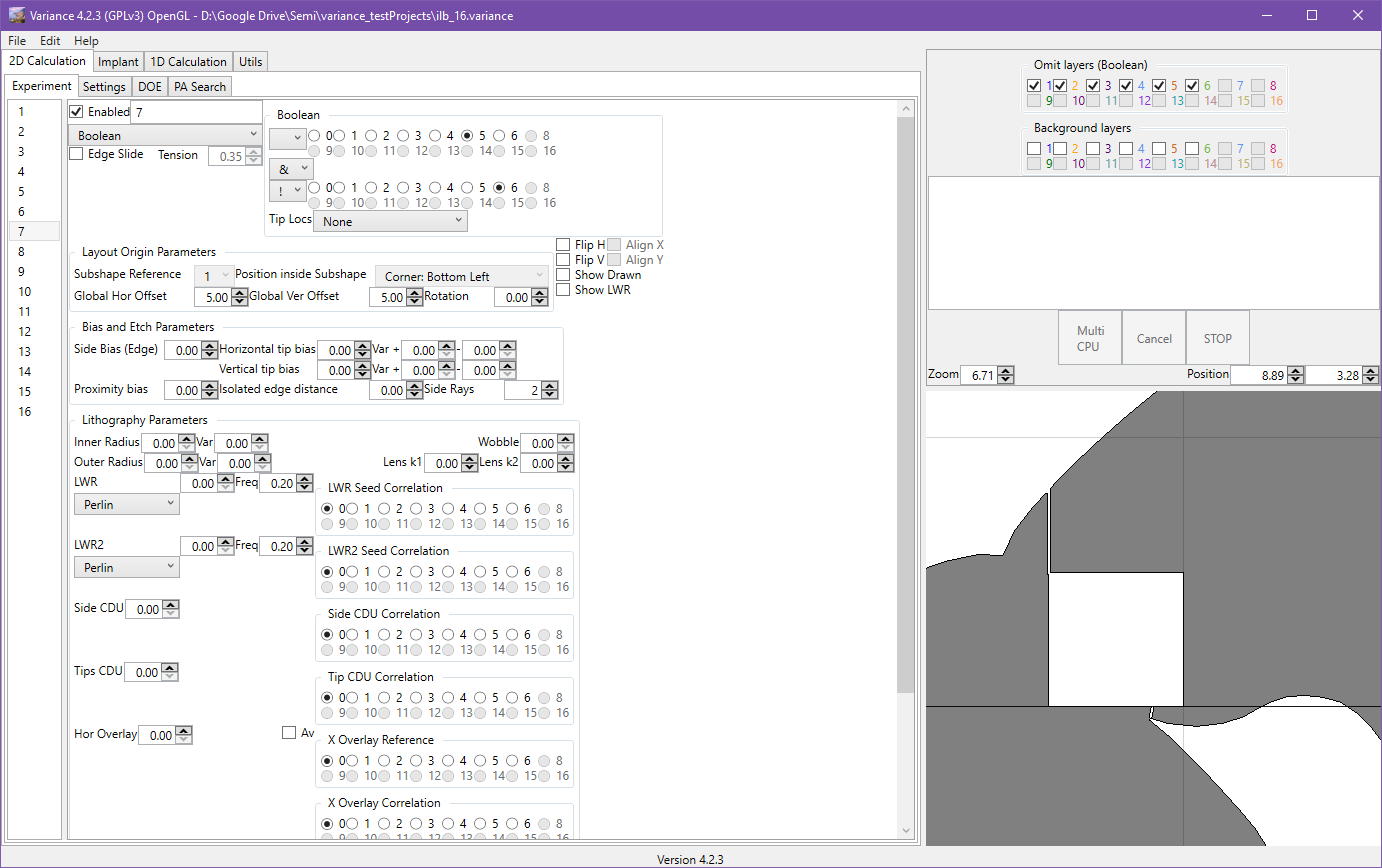 Variance 4.2.3 (GPLv3) OpenGL - D:\Google Drive\Semi\variance_testProjects\ilb_16.variance
File Edit Help
2D Calculation Implant 1D Calculation Utils
Experiment Settings DOE PA Search
1
2
3
4
5
6
7
8
9
10
11
12
13
14
15
16
Enabled 7
Boolean
Edge Slide Tension 0.35
Boolean
0 1 2 3 4 5 6 8
9 10 11 12 13 14 15 16
&
! 0 1 2 3 4 5 6 8
9 10 11 12 13 14 15 16
Tip Locs None
Layout Origin Parameters
Subshape Reference 1 Position inside Subshape Corner: Bottom Left
Global Hor Offset 5.00 Global Ver Offset 5.00 Rotation 0.00
Flip H Align X
Flip V Align Y
Show Drawn
Show LWR
Bias and Etch Parameters
Side Bias (Edge) 0.00 Horizontal tip bias 0.00 Var + 0.00 - 0.00
Vertical tip bias 0.00 Var + 0.00 - 0.00
Proximity bias 0.00 Isolated edge distance 0.00 Side Rays 2
Lithography Parameters
Inner Radius 0.00 Var 0.00 Wobble 0.00
Outer Radius 0.00 Var 0.00 Lens k1 0.00 Lens k2 0.00
LWR 0.00 Freq 0.20
Perlin
LWR Seed Correlation
0 1 2 3 4 5 6 8
9 10 11 12 13 14 15 16
LWR2 0.00 Freq 0.20
Perlin
LWR2 Seed Correlation
0 1 2 3 4 5 6 8
9 10 11 12 13 14 15 16
Side CDU 0.00
Side CDU Correlation
0 1 2 3 4 5 6 8
9 10 11 12 13 14 15 16
Tips CDU 0.00
Tip CDU Correlation
0 1 2 3 4 5 6 8
9 10 11 12 13 14 15 16
Hor Overlay 0.00 Av
X Overlay Reference
0 1 2 3 4 5 6 8
9 10 11 12 13 14 15 16
X Overlay Correlation
0 1 2 3 4 5 6 8
9 10 11 12 13 14 15 16
Omit layers (Boolean)
1 2 3 4 5 6 7 8
9 10 11 12 13 14 15 16
Background layers
1 2 3 4 5 6 7 8
9 10 11 12 13 14 15 16
Multi
CPU
Cancel
STOP
Zoom 6.71 Position 8.89 3.28
Version 4.2.3